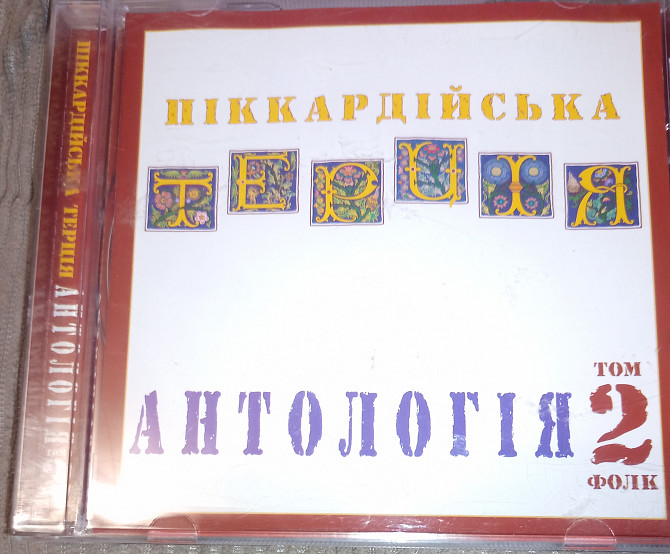 ПІККАРДІЙСЬКА ТЕРЦІЯ АНТОЛОГІЯ
ПІККАРДІЙСЬКА
ТЕРЦІЯ
АНТОЛОГІЯ
ТОМ
2
ФОЛК